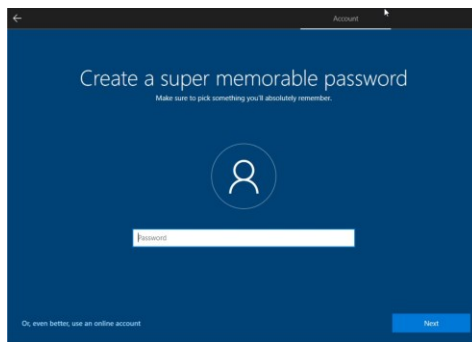 Account
Create a super memorable password
Make sure to pick something you'll absolutely remember.
Password
Or, even better, use an online account
Next